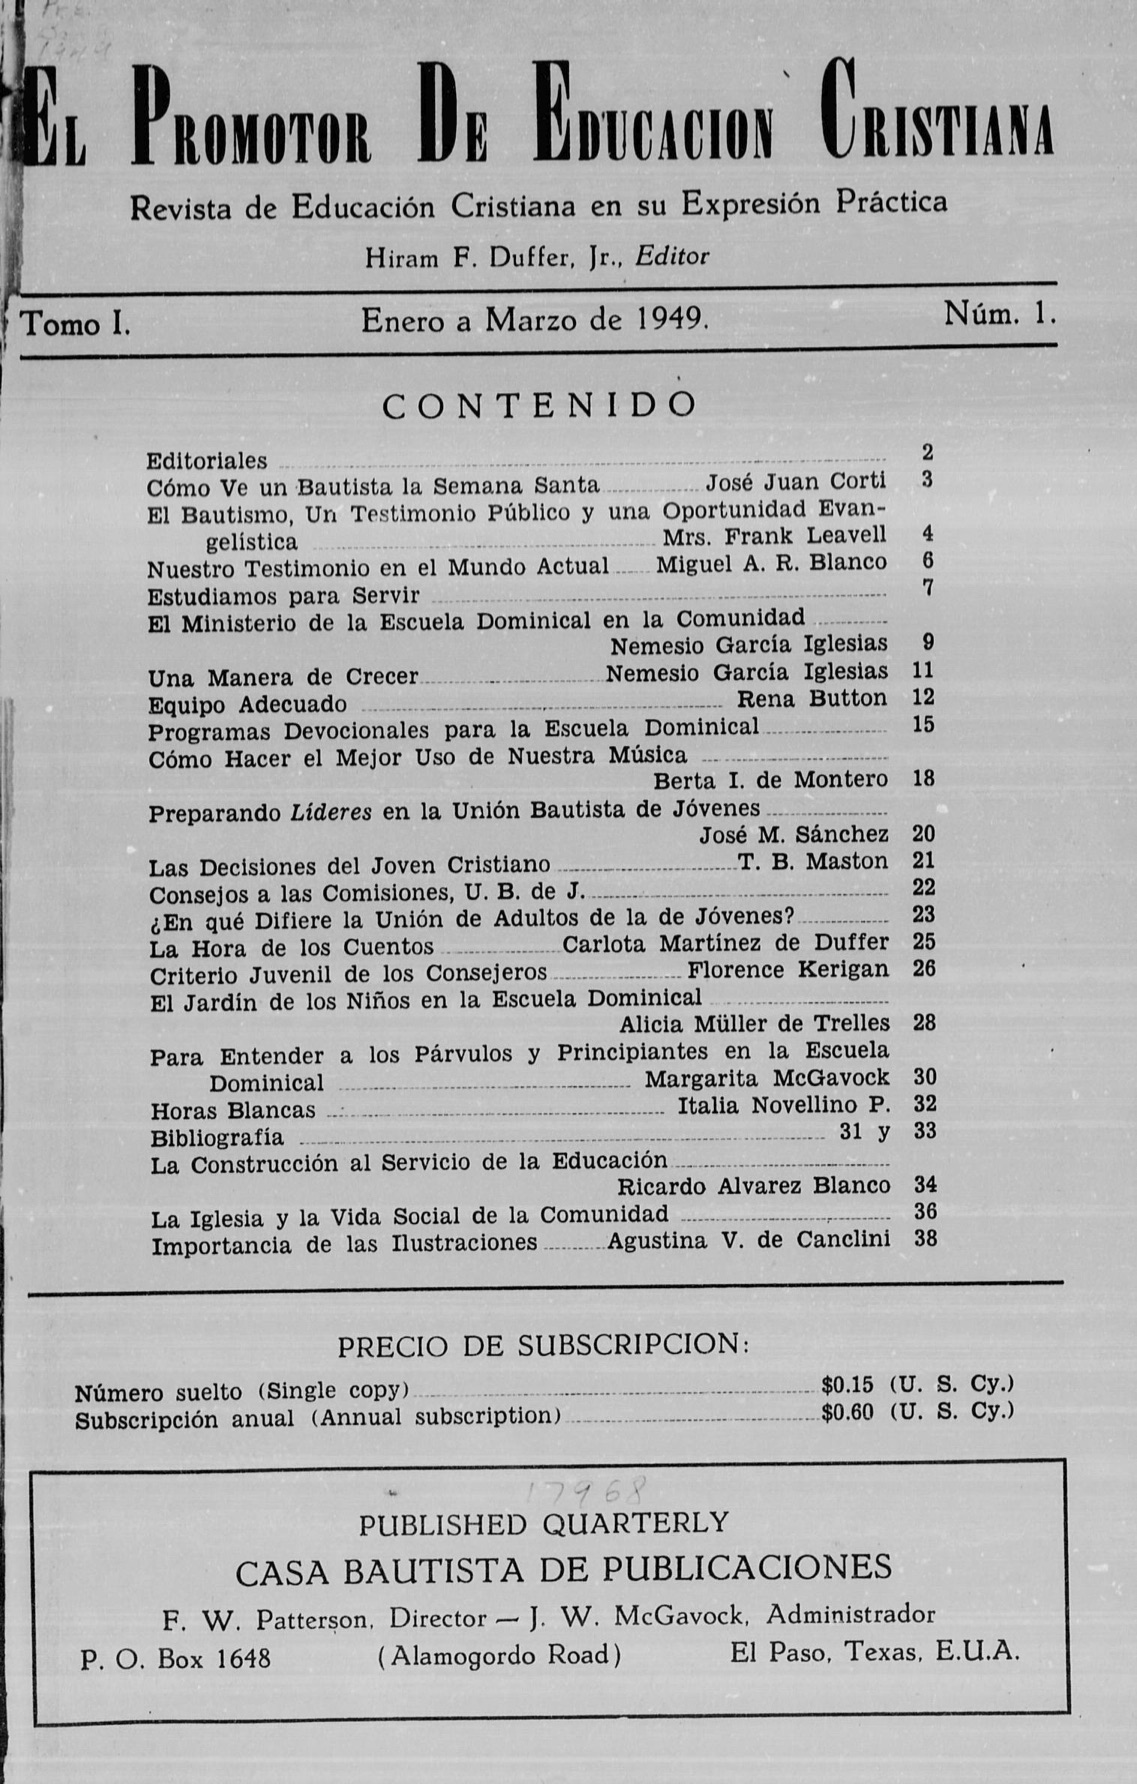 EL PROMOTOR DE EDUCACION CRISTIANA
Revista de Educación Cristiana en su Expresión Práctica
Hiram F. Duffer, Jr., Editor
Tomo I. Enero a Marzo de 1949. Núm. 1.
CONTENIDO
Editoriales 2
Cómo Ve un Bautista la Semana Santa José Juan Corti 3
El Bautismo, Un Testimonio Público y una Oportunidad Evan-
gelística Mrs. Frank Leavell 4
Nuestro Testimonio en el Mundo Actual Miguel A. R. Blanco 6
Estudiamos para Servir 7
El Ministerio de la Escuela Dominical en la Comunidad
Nemesio García Iglesias 9
Una Manera de Crecer Nemesio García Iglesias 11
Equipo Adecuado Rena Button 12
Programas Devocionales para la Escuela Dominical 15
Cómo Hacer el Mejor Uso de Nuestra Música
Berta I. de Montero 18
Preparando Líderes en la Unión Bautista de Jóvenes
José M. Sánchez 20
Las Decisiones del Joven Cristiano T. B. Maston 21
Consejos a las Comisiones, U. B. de J. 22
¿En qué Difiere la Unión de Adultos de la de Jóvenes? 23
La Hora de los Cuentos Carlota Martínez de Duffer 25
Criterio Juvenil de los Consejeros Florence Kerigan 26
El Jardín de los Niños en la Escuela Dominical
Alicia Müller de Trelles 28
Para Entender a los Párvulos y Principiantes en la Escuela
Dominical Margarita McGavock 30
Horas Blancas Italia Novellino P. 32
Bibliografía 31 y 33
La Construcción al Servicio de la Educación
Ricardo Alvarez Blanco 34
La Iglesia y la Vida Social de la Comunidad 36
Importancia de las Ilustraciones Agustina V. de Canclini 38
PRECIO DE SUBSCRIPCION:
Número suelto (Single copy) $0.15 (U. S. Cy.)
Subscripción anual (Annual subscription) $0.60 (U. S. Cy.)
17968
PUBLISHED QUARTERLY
CASA BAUTISTA DE PUBLICACIONES
F. W. Patterson, Director — J. W. McGavock, Administrador
P. O. Box 1648 (Alamogordo Road) El Paso, Texas, E.U.A.